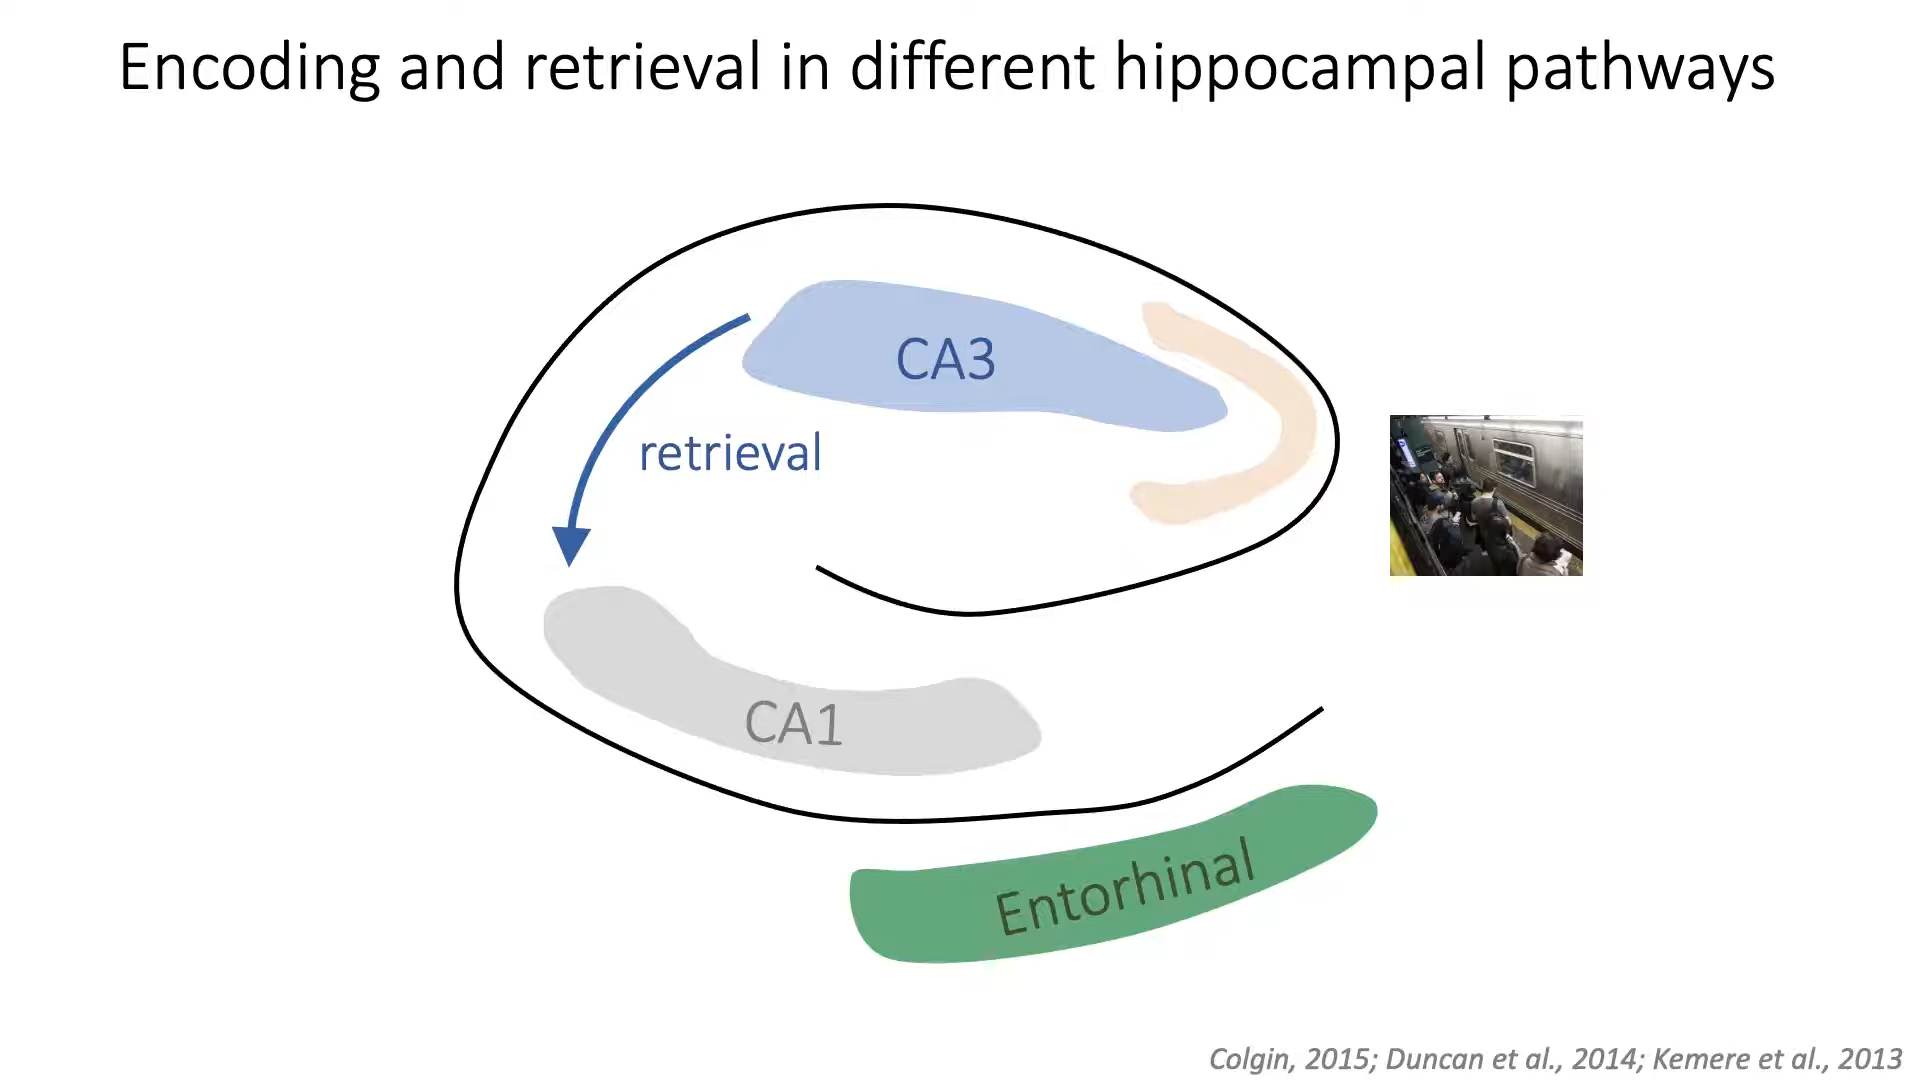 Encoding and retrieval in different hippocampal pathways
CA3
retrieval
CA1
Entorhinal
Colgin, 2015; Duncan et al., 2014; Kemere et al., 2013